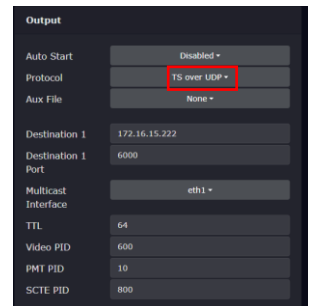 Output
Auto Start Disabled
Protocol TS over UDP
Aux File None
Destination 1 172.16.15.222
Destination 1 Port 6000
Multicast Interface eth1
TTL 64
Video PID 600
PMT PID 10
SCTE PID 800